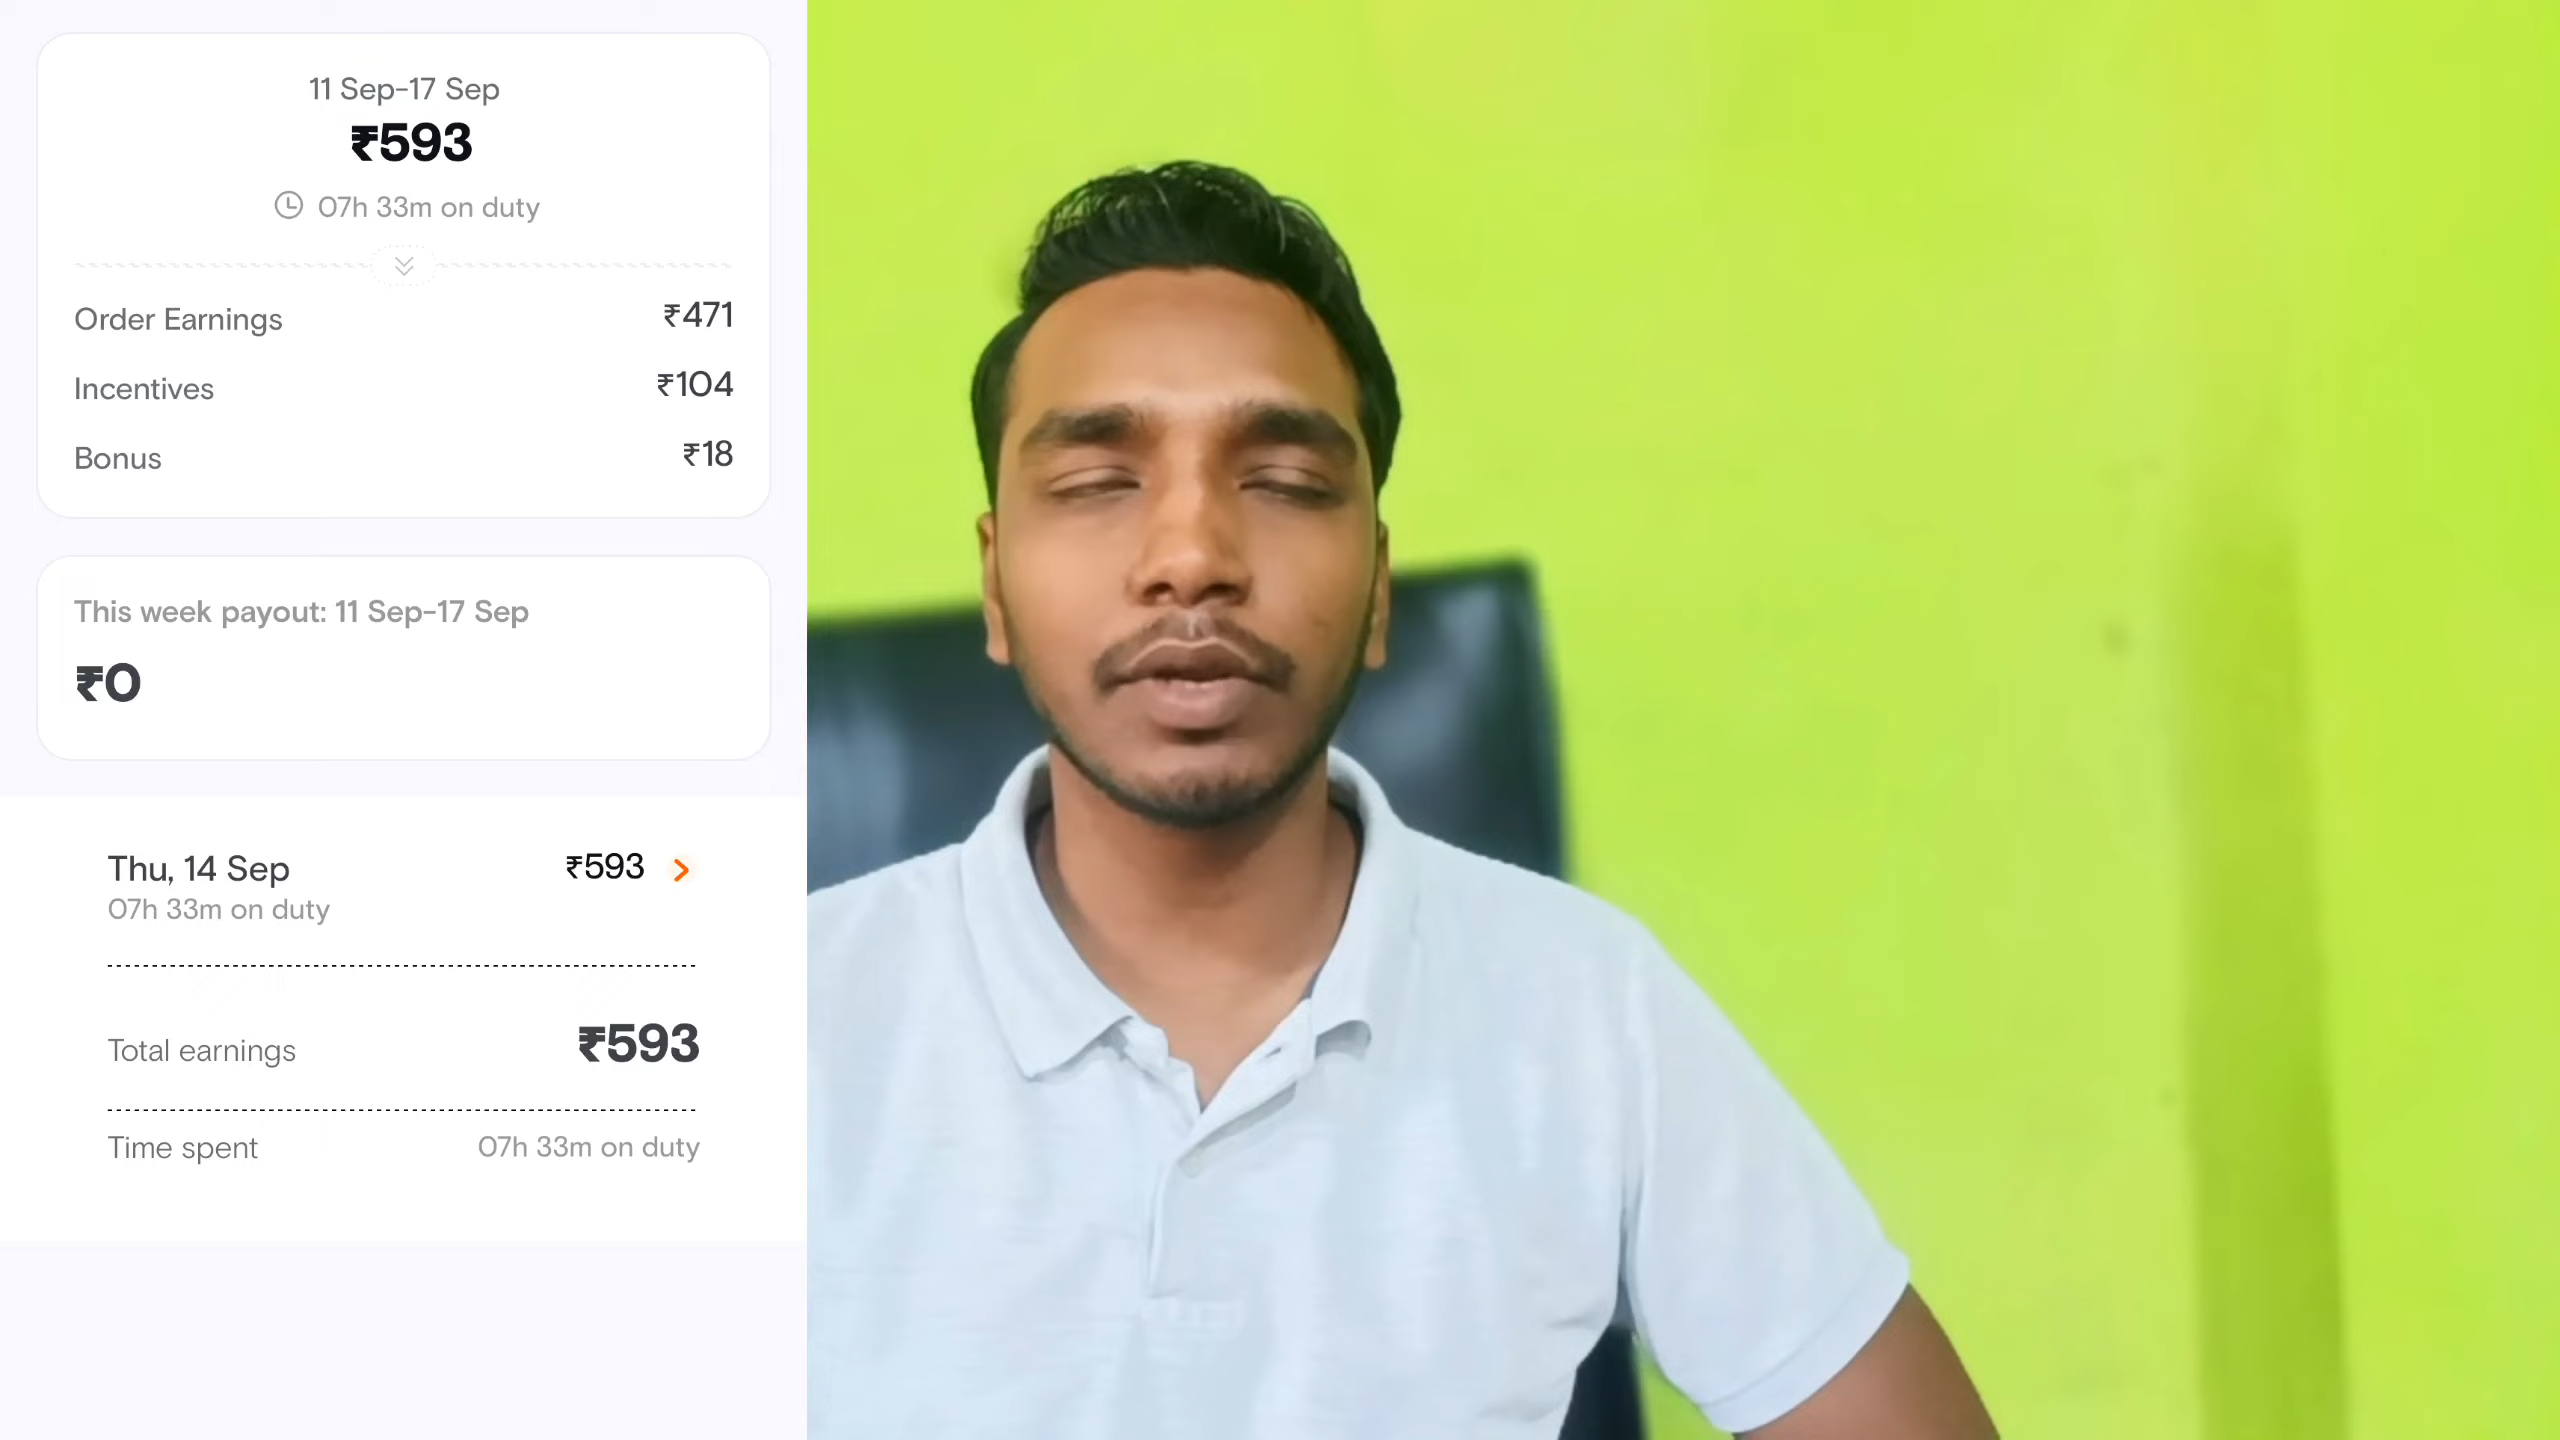 11 Sep-17 Sep
₹593
07h 33m on duty
Order Earnings ₹471
Incentives ₹104
Bonus ₹18
This week payout: 11 Sep-17 Sep
₹0
Thu, 14 Sep ₹593
07h 33m on duty
Total earnings ₹593
Time spent 07h 33m on duty